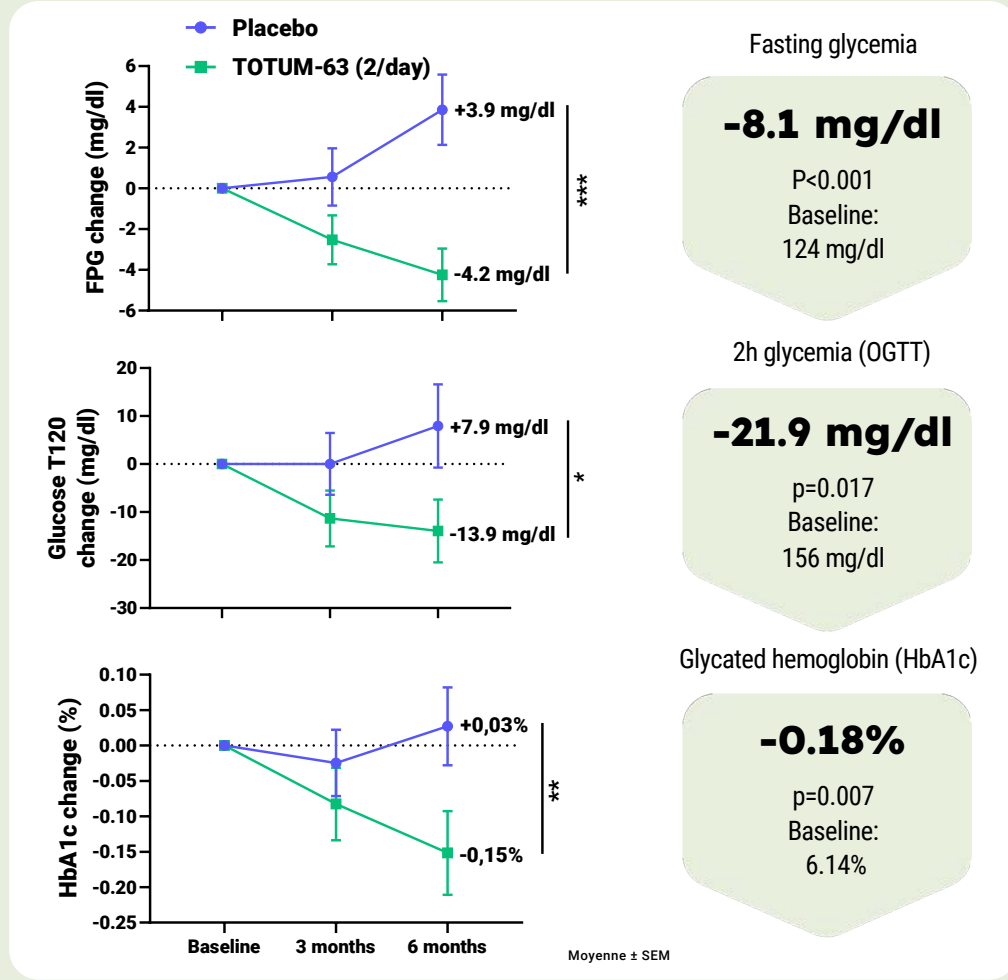 Placebo
TOTUM-63 (2/day)
FPG change (mg/dl)
6
4
2
0
-2
-4
-6
+3.9 mg/dl
-4.2 mg/dl
***
Fasting glycemia
-8.1 mg/dl
P<0.001
Baseline:
124 mg/dl
Glucose T120
change (mg/dl)
20
10
0
-10
-20
-30
+7.9 mg/dl
-13.9 mg/dl
*
2h glycemia (OGTT)
-21.9 mg/dl
p=0.017
Baseline:
156 mg/dl
HbA1c change (%)
0.10
0.05
0.00
-0.05
-0.10
-0.15
-0.20
-0.25
+0,03%
-0,15%
**
Baseline
3 months
6 months
Glycated hemoglobin (HbA1c)
-0.18%
p=0.007
Baseline:
6.14%
Moyenne ± SEM